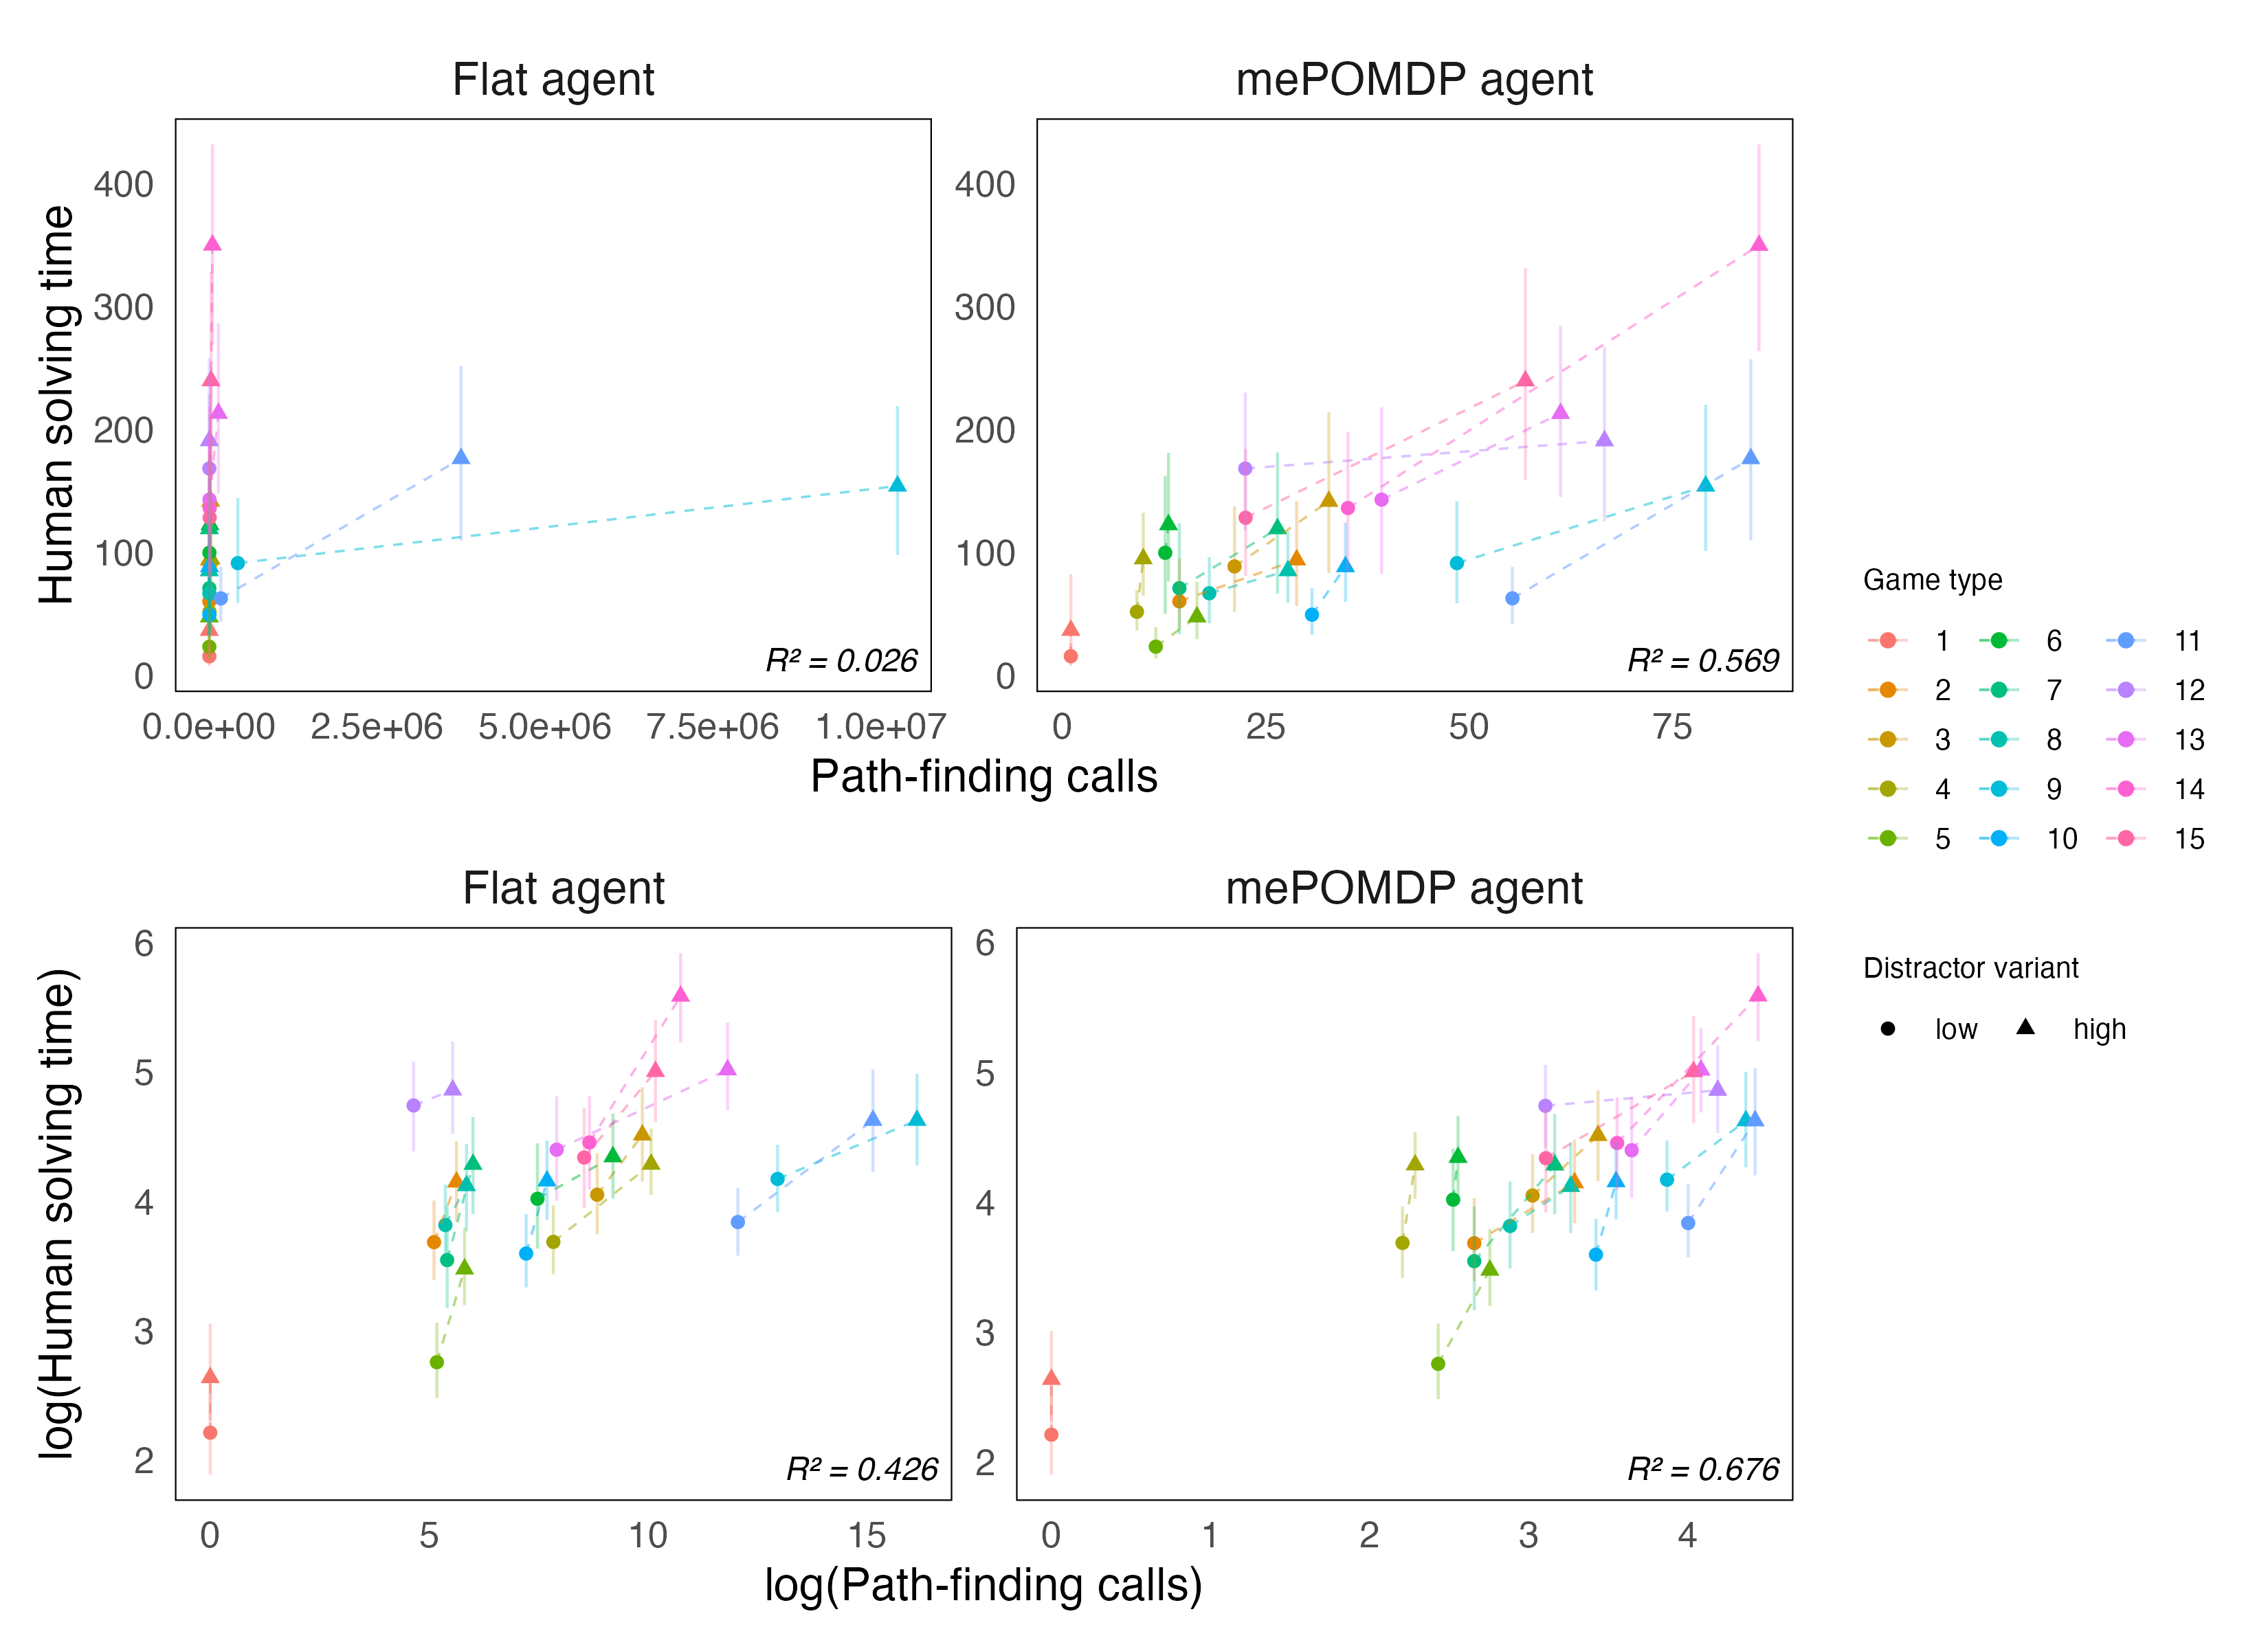 Flat agent
mePOMDP agent
Human solving time
400
300
200
100
0
R² = 0.026
0.0e+00 2.5e+06 5.0e+06 7.5e+06 1.0e+07
400
300
200
100
0
R² = 0.569
0 25 50 75
Path-finding calls
Flat agent
mePOMDP agent
log(Human solving time)
6
5
4
3
2
R² = 0.426
0 5 10 15
6
5
4
3
2
R² = 0.676
0 1 2 3 4
log(Path-finding calls)
Game type
1 6 11
2 7 12
3 8 13
4 9 14
5 10 15
Distractor variant
low high